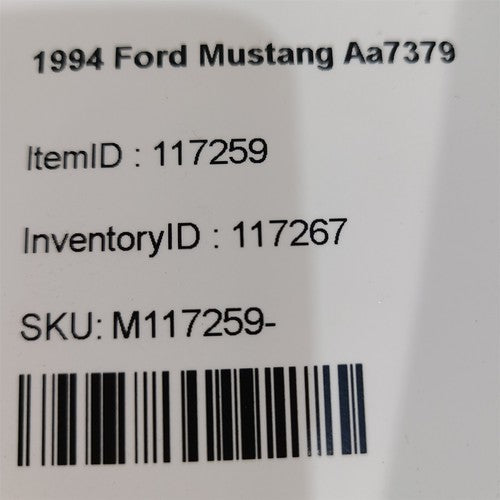 1994 Ford Mustang Aa7379
ItemID : 117259
InventoryID : 117267
SKU: M117259-